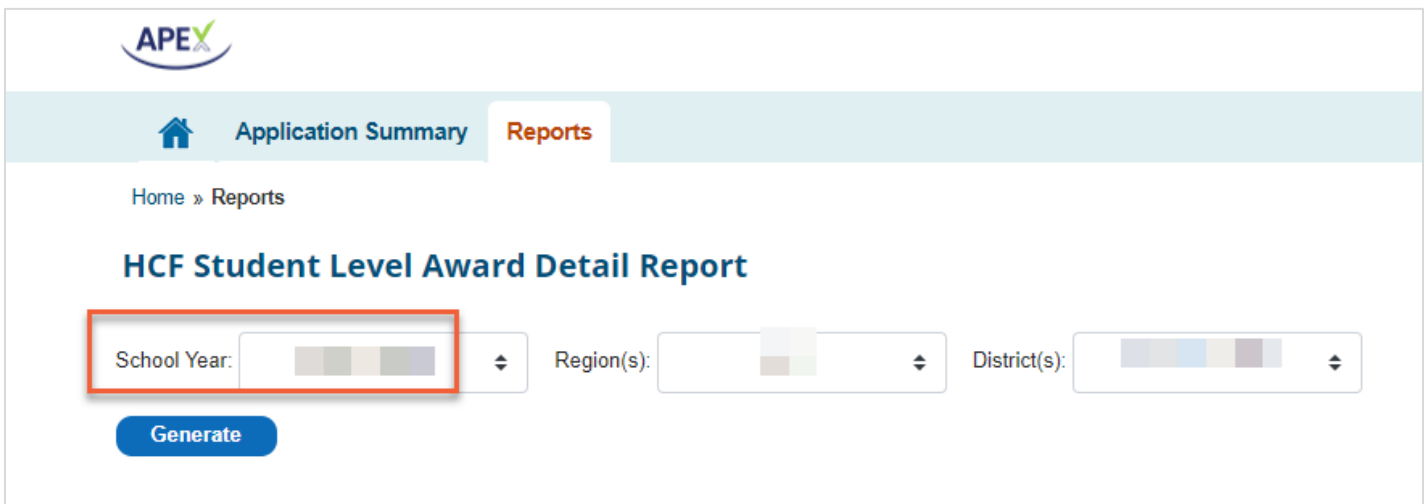 APEX
Application Summary Reports
Home » Reports
HCF Student Level Award Detail Report
School Year: Region(s): District(s):
Generate